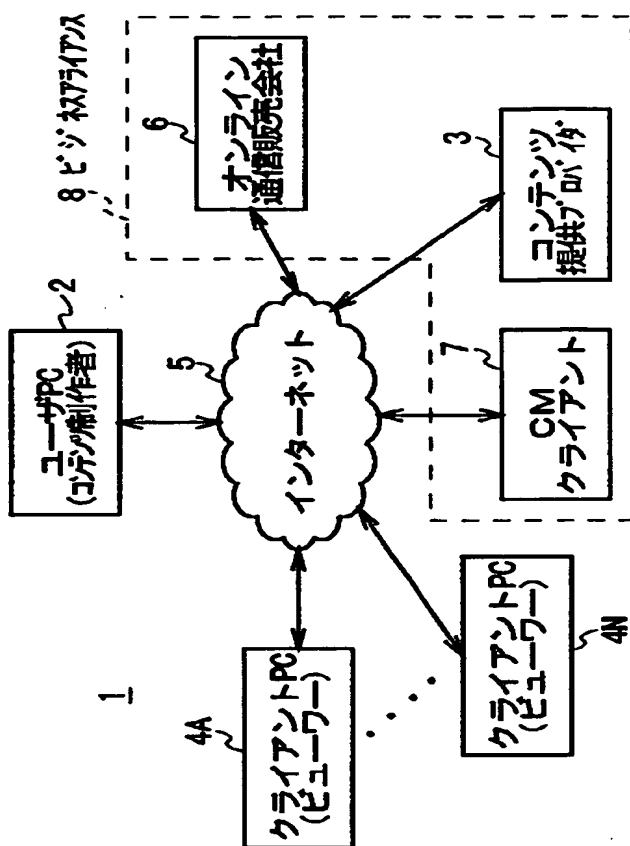 1
4A
クライアントPC
(ビューワー)
クライアントPC
(ビューワー)
4N
ユーザPC
(コンテンツ制作者)
2
5
インターネット
7
CM
クライアント
8 ビジネスアライアンス
6
オンライン
通信販売会社
3
コンテンツ
提供プロバイダ